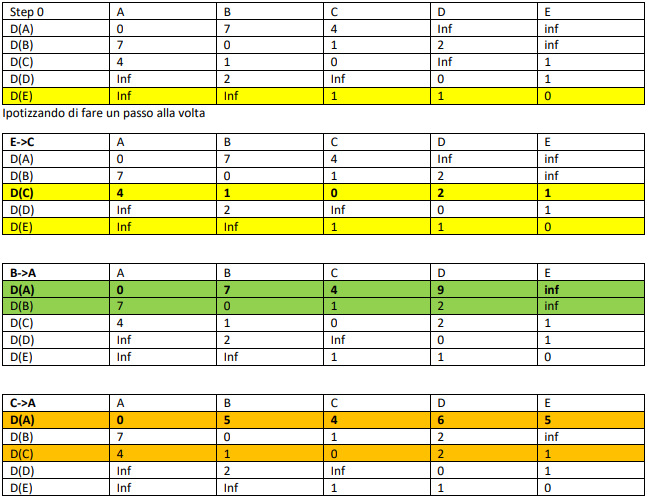 Step 0 A B C D E
D(A) 0 7 4 Inf inf
D(B) 7 0 1 2 inf
D(C) 4 1 0 Inf 1
D(D) Inf 2 Inf 0 1
D(E) Inf Inf 1 1 0
Ipotizzando di fare un passo alla volta
E->C A B C D E
D(A) 0 7 4 Inf inf
D(B) 7 0 1 2 inf
D(C) 4 1 0 2 1
D(D) Inf 2 Inf 0 1
D(E) Inf Inf 1 1 0
B->A A B C D E
D(A) 0 7 4 9 inf
D(B) 7 0 1 2 inf
D(C) 4 1 0 2 1
D(D) Inf 2 Inf 0 1
D(E) Inf Inf 1 1 0
C->A A B C D E
D(A) 0 5 4 6 5
D(B) 7 0 1 2 inf
D(C) 4 1 0 2 1
D(D) Inf 2 Inf 0 1
D(E) Inf Inf 1 1 0